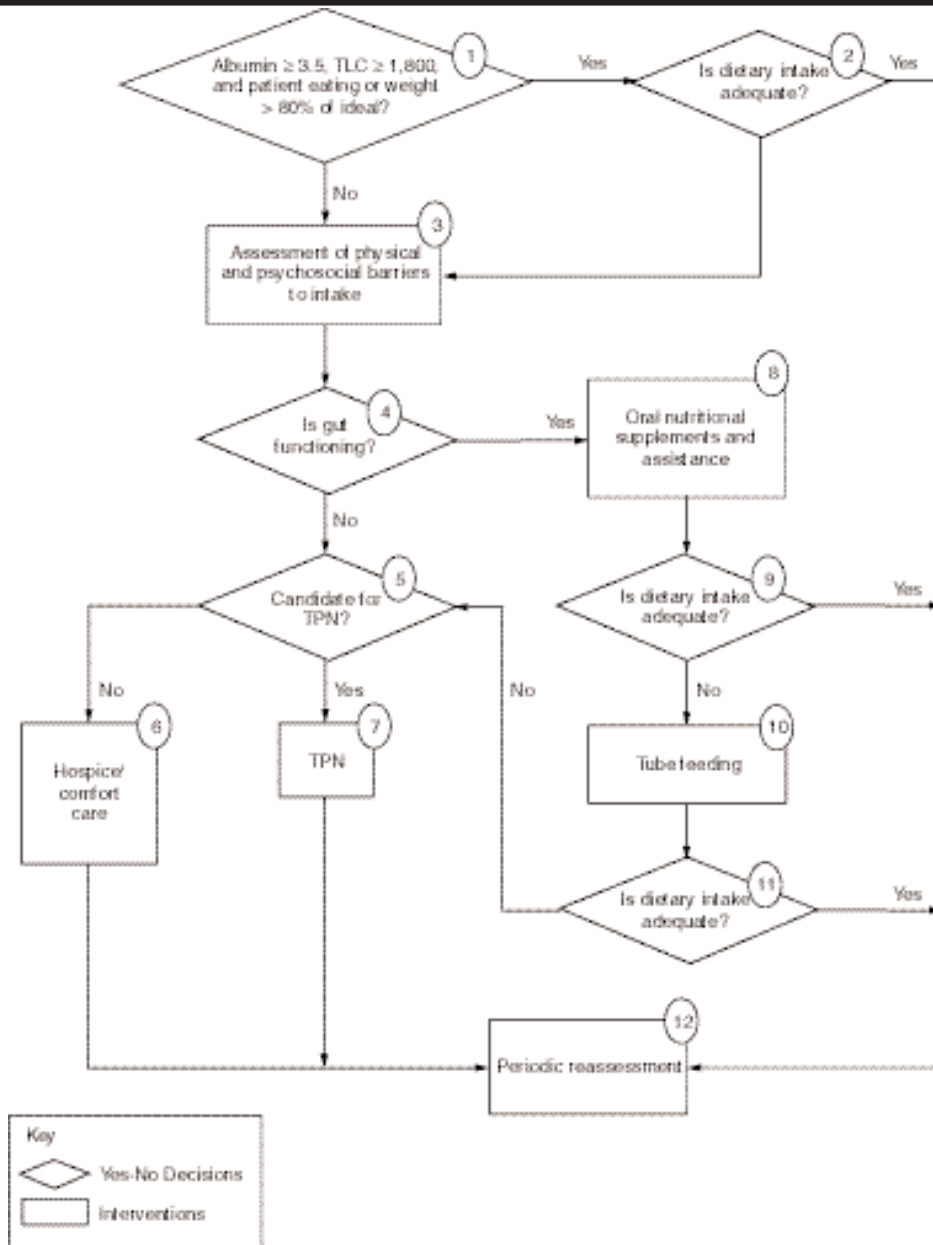 1
Albumin ≥ 3.5, TLC ≥ 1,800,
and patient eating or weight
> 80% of ideal?
Yes
2
Is dietary intake
adequate?
Yes
No
3
Assessment of physical
and psychosocial barriers
to intake
4
Is gut
functioning?
Yes
8
Oral nutritional
supplements and
assistance
No
5
Candidate for
TPN?
9
Is dietary intake
adequate?
Yes
No
Yes
No
No
6
Hospice/
comfort
care
7
TPN
10
Tube feeding
11
Is dietary intake
adequate?
Yes
12
Periodic reassessment
Key
Yes-No Decisions
Interventions